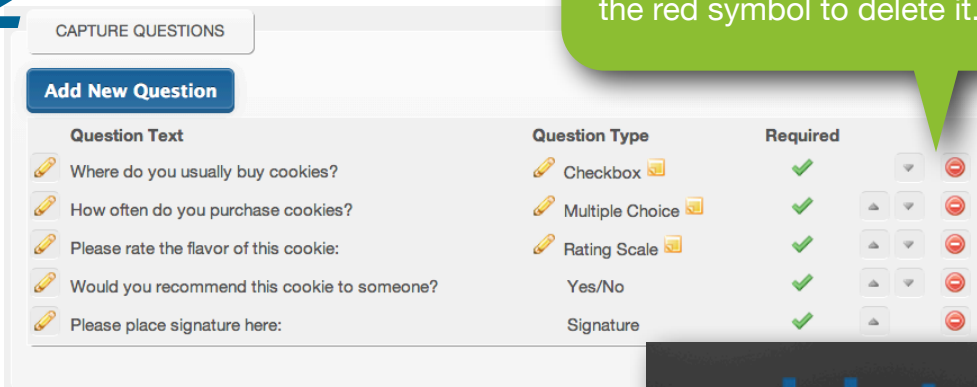 the red symbol to delete it.
CAPTURE QUESTIONS
Add New Question
Question Text Question Type Required
Where do you usually buy cookies? Checkbox
How often do you purchase cookies? Multiple Choice
Please rate the flavor of this cookie: Rating Scale
Would you recommend this cookie to someone? Yes/No
Please place signature here: Signature